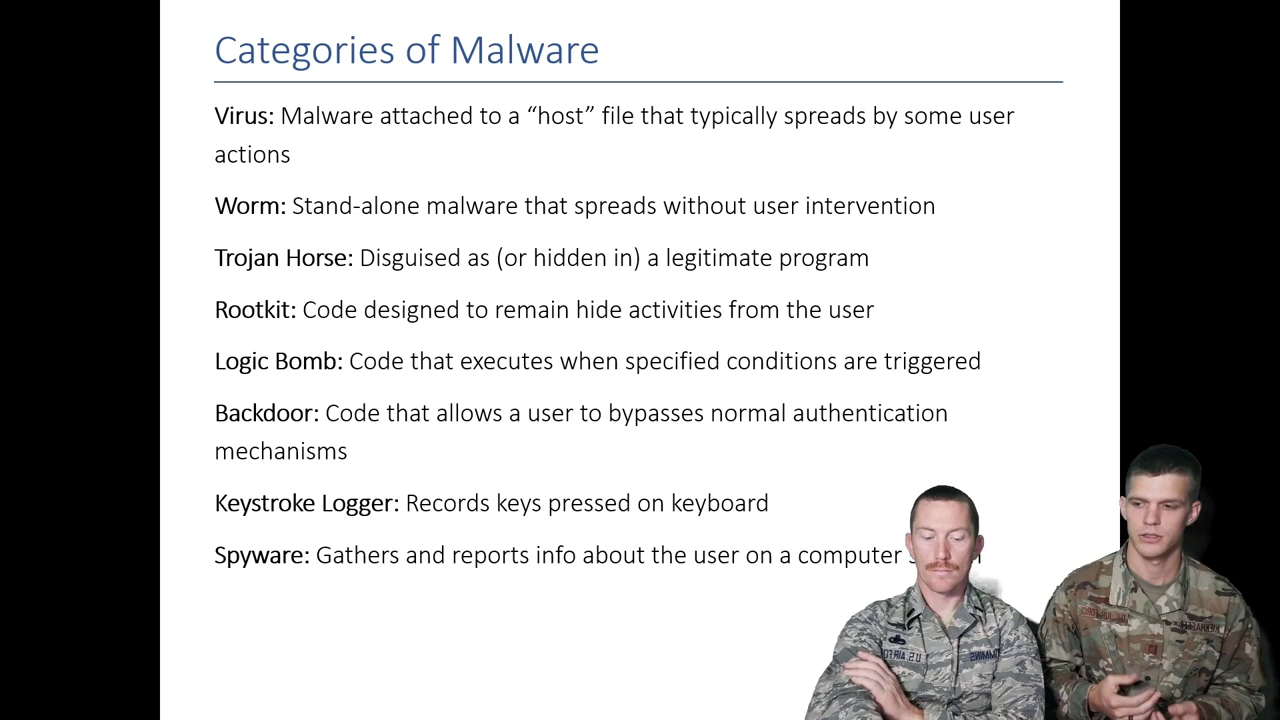 Categories of Malware
Virus: Malware attached to a “host” file that typically spreads by some user
actions
Worm: Stand-alone malware that spreads without user intervention
Trojan Horse: Disguised as (or hidden in) a legitimate program
Rootkit: Code designed to remain hide activities from the user
Logic Bomb: Code that executes when specified conditions are triggered
Backdoor: Code that allows a user to bypasses normal authentication
mechanisms
Keystroke Logger: Records keys pressed on keyboard
Spyware: Gathers and reports info about the user on a computer